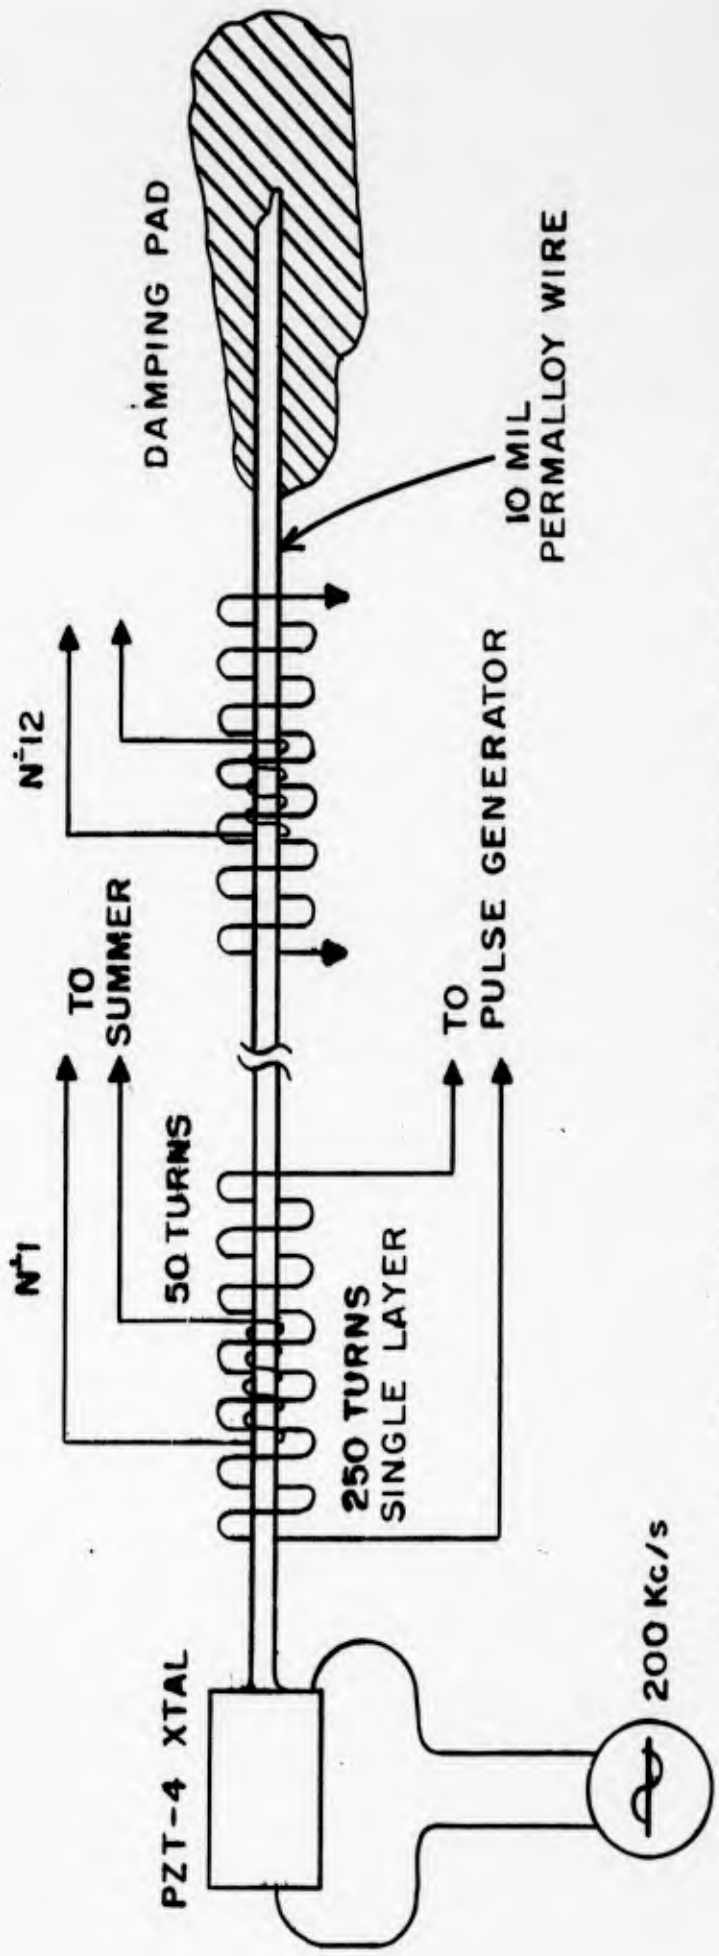 N≐1
N≐12
TO
SUMMER
50 TURNS
DAMPING PAD
PZT-4 XTAL
250 TURNS
SINGLE LAYER
TO
PULSE GENERATOR
10 MIL
PERMALLOY WIRE
200 Kc/s